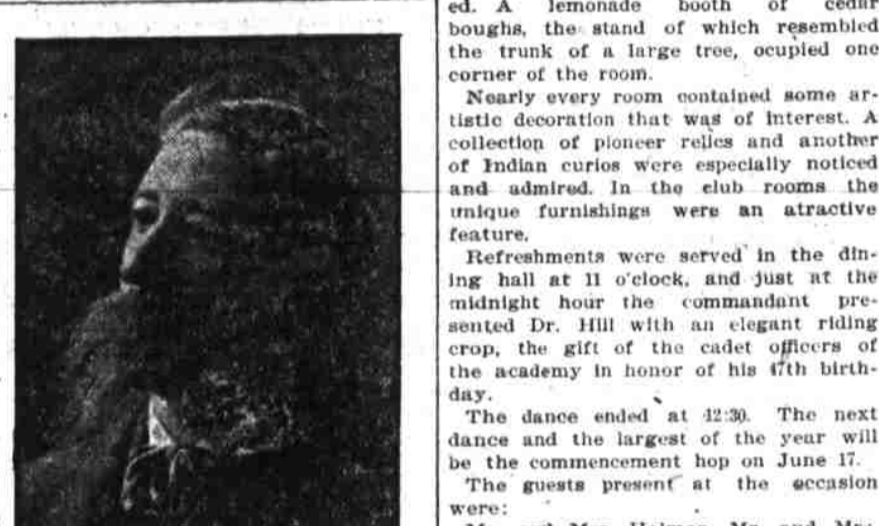 ed. A lemonade booth of cedar
boughs, the stand of which resembled
the trunk of a large tree, ocupied one
corner of the room.
Nearly every room contained some ar-
tistic decoration that was of interest. A
collection of pioneer relics and another
of Indian curios were especially noticed
and admired. In the club rooms the
unique furnishings were an atractive
feature.
Refreshments were served in the din-
ing hall at 11 o'clock, and just at the
midnight hour the commandant pre-
sented Dr. Hill with an elegant riding
crop, the gift of the cadet officers of
the academy in honor of his 47th birth-
day.
The dance ended at 12:30. The next
dance and the largest of the year will
be the commencement hop on June 17.
The guests present at the occasion
were: